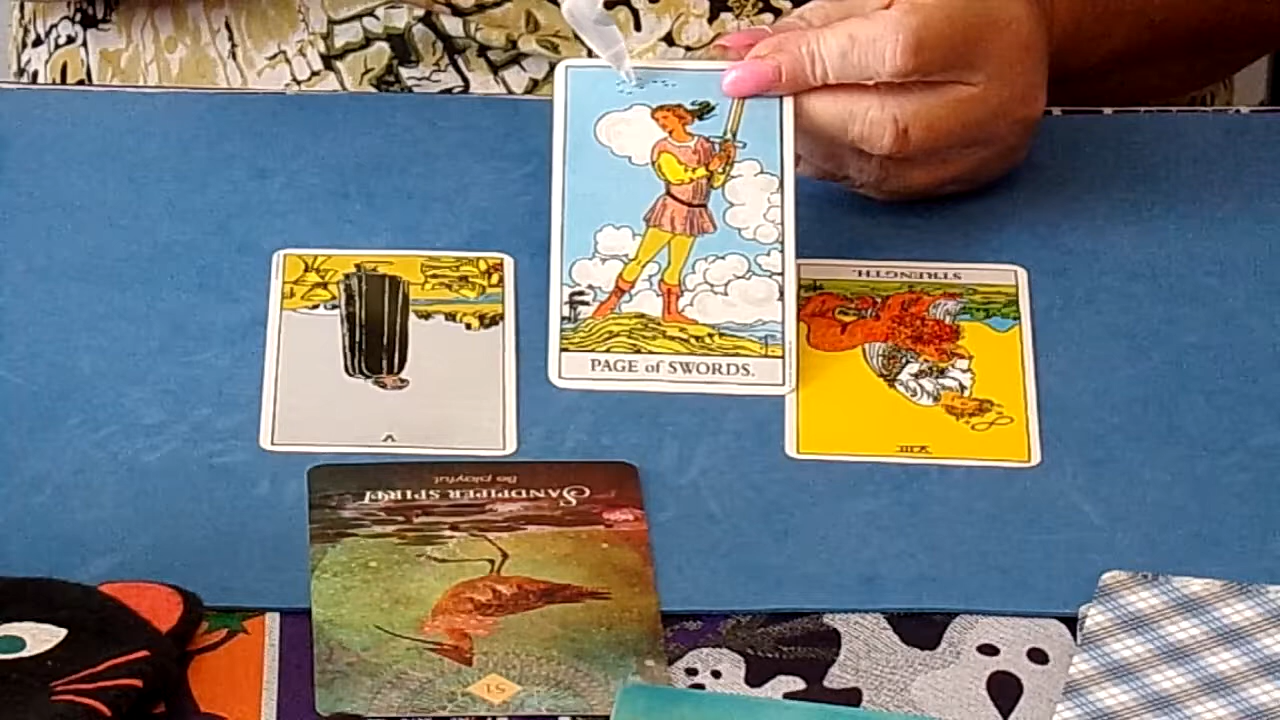 PAGE of SWORDS.
STRENGTH.
VIII
V
SANDPIPER SPIRIT
Be playful
51